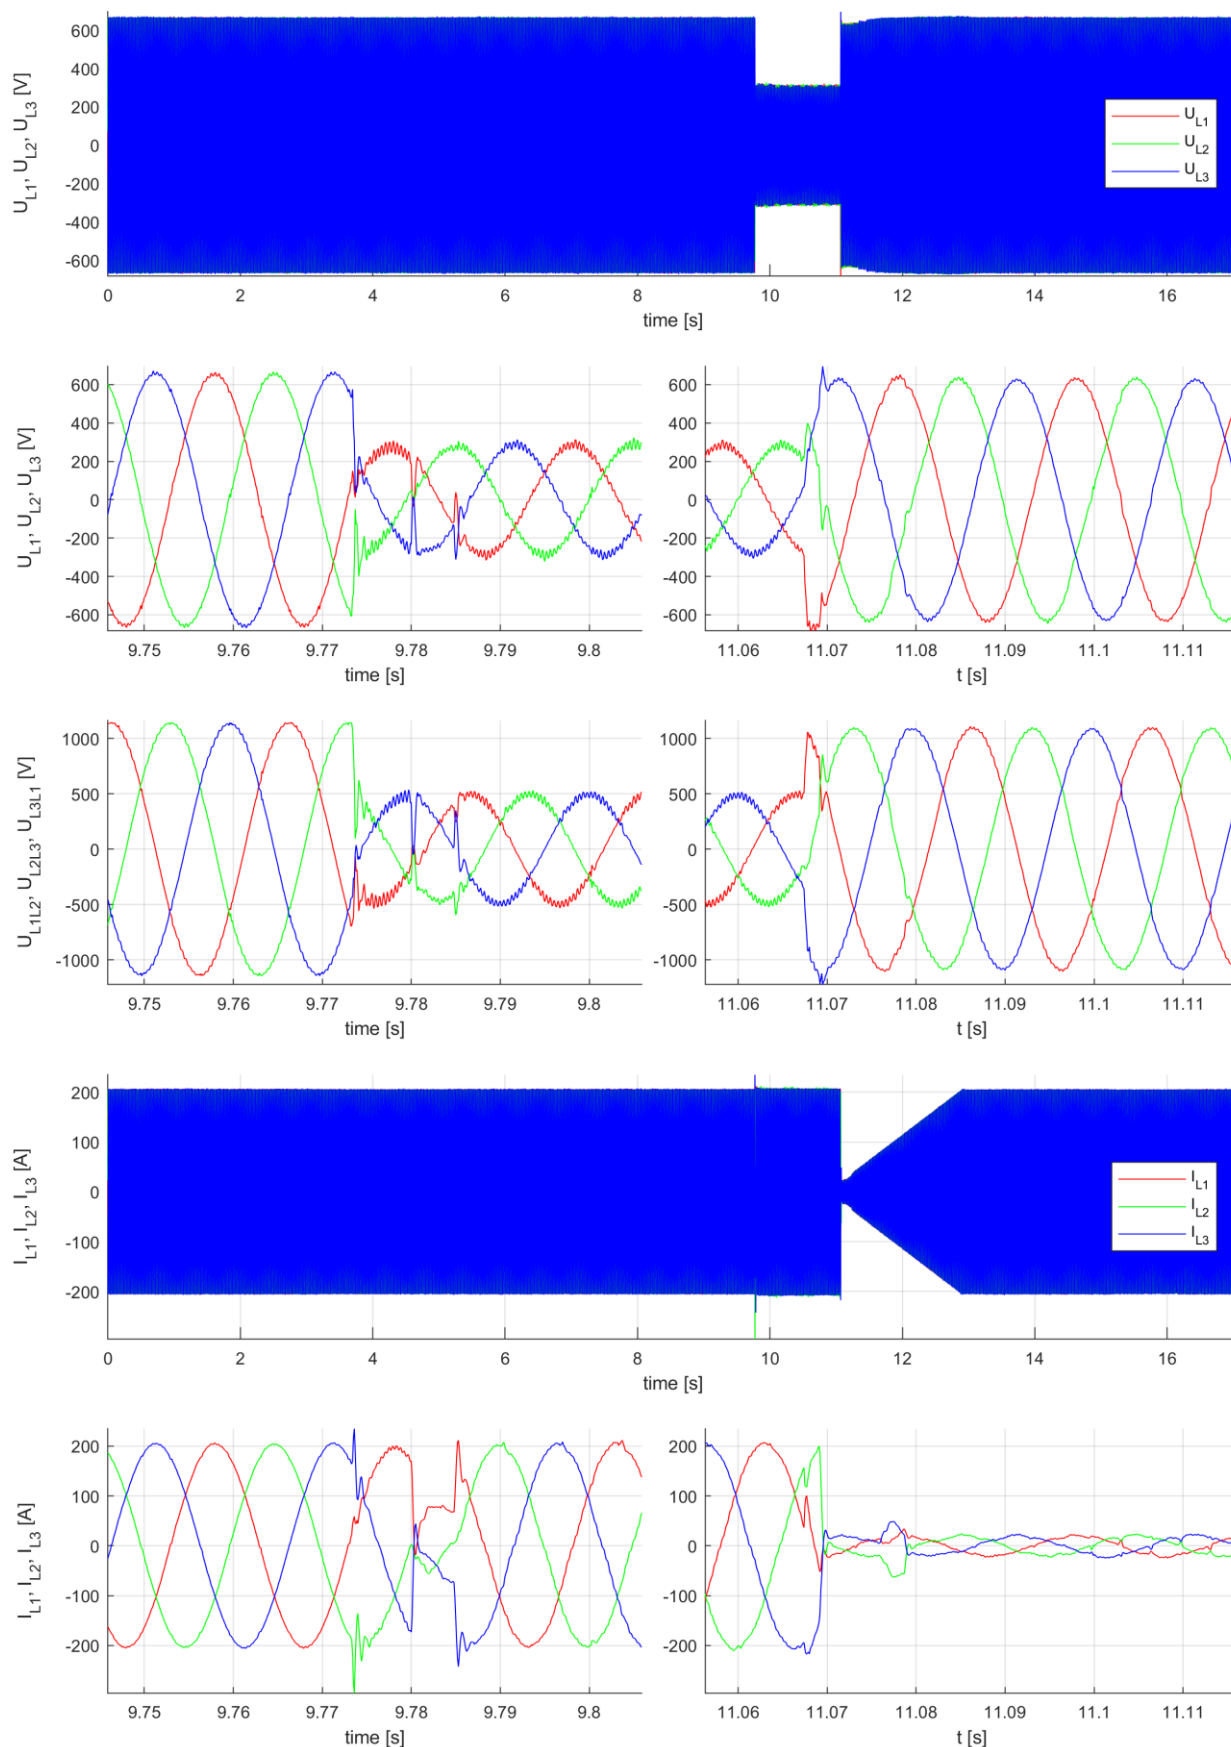 U_L1, U_L2, U_L3 [V]
600
400
200
0
-200
-400
-600
U_L1
U_L2
U_L3
0 2 4 6 8 10 12 14 16
time [s]
U_L1, U_L2, U_L3 [V]
600
400
200
0
-200
-400
-600
9.75 9.76 9.77 9.78 9.79 9.8
time [s]
600
400
200
0
-200
-400
-600
11.06 11.07 11.08 11.09 11.1 11.11
t [s]
U_L1L2, U_L2L3, U_L3L1 [V]
1000
500
0
-500
-1000
9.75 9.76 9.77 9.78 9.79 9.8
time [s]
1000
500
0
-500
-1000
11.06 11.07 11.08 11.09 11.1 11.11
t [s]
I_L1, I_L2, I_L3 [A]
200
100
0
-100
-200
I_L1
I_L2
I_L3
0 2 4 6 8 10 12 14 16
time [s]
I_L1, I_L2, I_L3 [A]
200
100
0
-100
-200
9.75 9.76 9.77 9.78 9.79 9.8
time [s]
200
100
0
-100
-200
11.06 11.07 11.08 11.09 11.1 11.11
t [s]